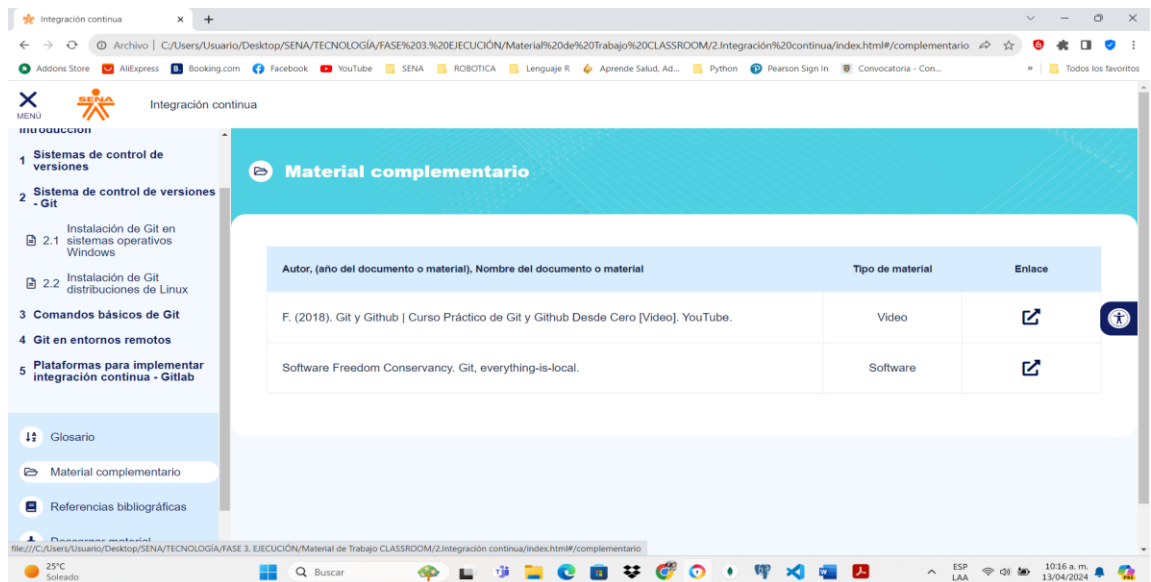 Integración continua
Archivo | C:/Users/Usuario/Desktop/SENA/TECNOLOGÍA/FASE%203.%20EJECUCIÓN/Material%20de%20Trabajo%20CLASSROOM/2.Integración%20continua/index.html#/complementario
Addons Store AliExpress B. Booking.com Facebook YouTube SENA ROBOTICA Lenguaje R Aprende Salud, Ad... Python Pearson Sign In Convocatoria - Con... » Todos los favoritos
MENÚ
SENA
Integración continua
Introducción
1 Sistemas de control de
versiones
2 Sistema de control de versiones
- Git
2.1 Instalación de Git en
sistemas operativos
Windows
2.2 Instalación de Git
distribuciones de Linux
3 Comandos básicos de Git
4 Git en entornos remotos
5 Plataformas para implementar
integración continua - Gitlab
Glosario
Material complementario
Referencias bibliográficas
Descargar material
Material complementario
Autor, (año del documento o material), Nombre del documento o material Tipo de material Enlace
F. (2018). Git y Github | Curso Práctico de Git y Github Desde Cero [Video]. YouTube. Video
Software Freedom Conservancy. Git, everything-is-local. Software
file:///C:/Users/Usuario/Desktop/SENA/TECNOLOGÍA/FASE 3. EJECUCIÓN/Material de Trabajo CLASSROOM/2.Integración continua/index.html#/complementario
25°C
Soleado
Buscar
ESP
LAA
10:16 a. m.
13/04/2024